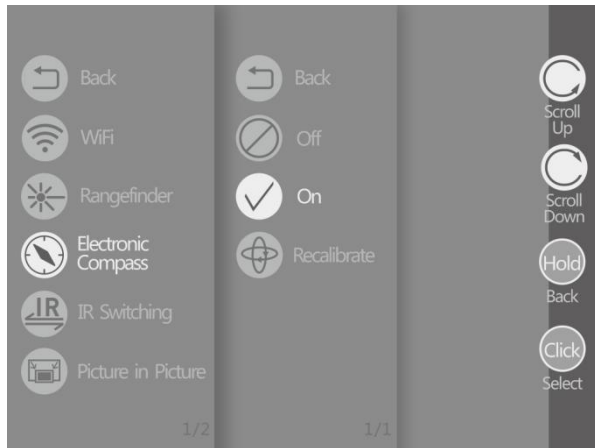 Back
WiFi
Rangefinder
Electronic
Compass
IR
IR Switching
Picture in Picture
1/2
Back
Off
On
Recalibrate
1/1
Scroll
Up
Scroll
Down
Hold
Back
Click
Select